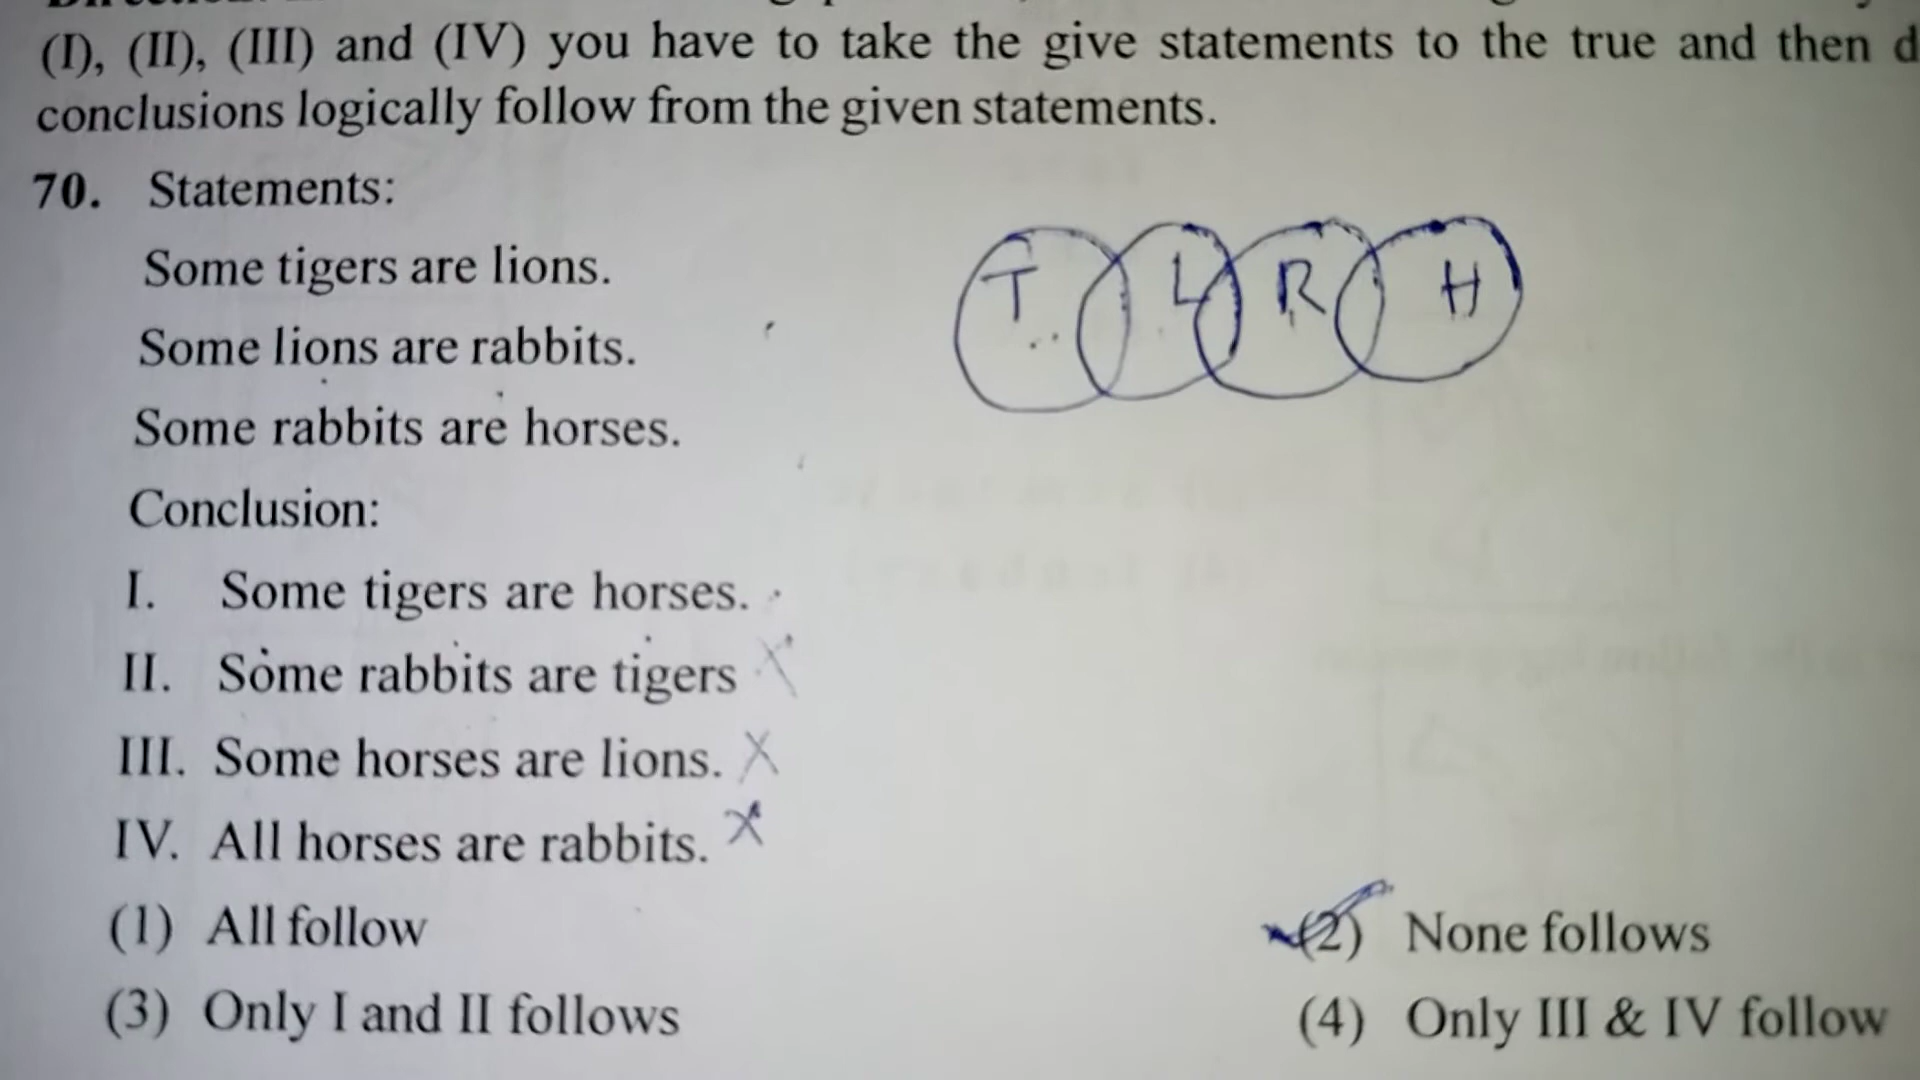 (I), (II), (III) and (IV) you have to take the give statements to the true and then d
conclusions logically follow from the given statements.
70. Statements:
Some tigers are lions.
Some lions are rabbits.
Some rabbits are horses.
T L R H
Conclusion:
I. Some tigers are horses.
II. Some rabbits are tigers
III. Some horses are lions.
IV. All horses are rabbits.
(1) All follow (2) None follows
(3) Only I and II follows (4) Only III & IV follow